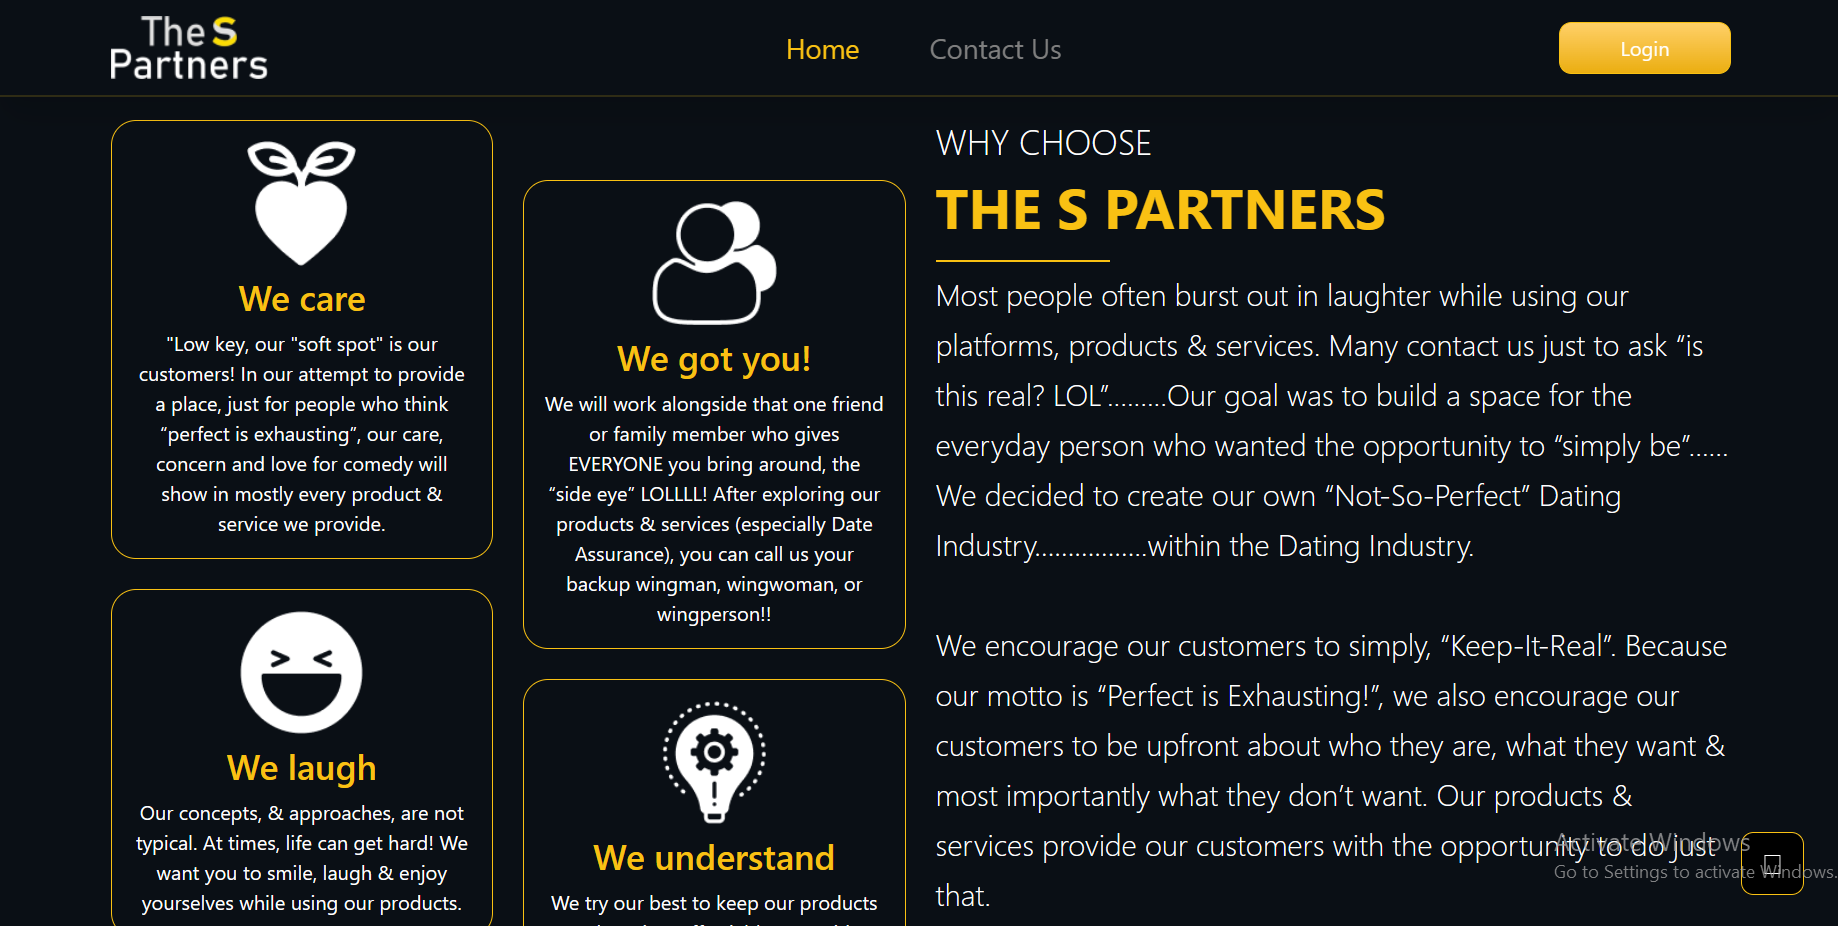 The S
Partners
Home
Contact Us
Login
We care
"Low key, our "soft spot" is our
customers! In our attempt to provide
a place, just for people who think
“perfect is exhausting”, our care,
concern and love for comedy will
show in mostly every product &
service we provide.
We laugh
Our concepts, & approaches, are not
typical. At times, life can get hard! We
want you to smile, laugh & enjoy
yourselves while using our products.
We got you!
We will work alongside that one friend
or family member who gives
EVERYONE you bring around, the
“side eye” LOLLLL! After exploring our
products & services (especially Date
Assurance), you can call us your
backup wingman, wingwoman, or
wingperson!!
We understand
We try our best to keep our products
WHY CHOOSE
THE S PARTNERS
Most people often burst out in laughter while using our
platforms, products & services. Many contact us just to ask “is
this real? LOL”.........Our goal was to build a space for the
everyday person who wanted the opportunity to “simply be”......
We decided to create our own “Not-So-Perfect” Dating
Industry.................within the Dating Industry.
We encourage our customers to simply, “Keep-It-Real”. Because
our motto is “Perfect is Exhausting!”, we also encourage our
customers to be upfront about who they are, what they want &
most importantly what they don’t want. Our products &
services provide our customers with the opportunity to do just
that.
Activate Windows
Go to Settings to activate Windows.